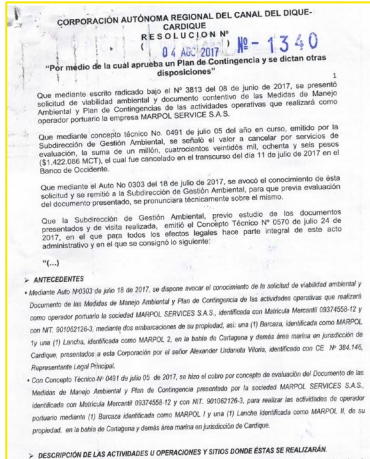 CORPORACIÓN AUTÓNOMA REGIONAL DEL CANAL DEL DIQUE-
CARDIQUE
RESOLUCION Nº
( 04 AGO 2017 ) Nº - 1340
"Por medio de la cual aprueba un Plan de Contingencia y se dictan otras
disposiciones"
1
Que mediante escrito radicado bajo el Nº 3813 del 08 de junio de 2017, se presentó
solicitud de viabilidad ambiental y documento contentivo de las Medidas de Manejo
Ambiental y Plan de Contingencias de las actividades operativas que realizará como
operador portuario la empresa MARPOL SERVICE S.A.S.
Que mediante concepto técnico No. 0491 de julio 05 del año en curso, emitido por la
Subdirección de Gestión Ambiental, se señaló el valor a cancelar por servicios de
evaluación, la suma de un millón, cuatrocientos veintidós mil, ochenta y seis pesos
($1.422.086 MCT), el cual fue cancelado en el transcurso del día 11 de julio de 2017 en el
Banco de Occidente.
Que mediante el Auto No 0303 del 18 de julio de 2017, se avocó el conocimiento de ésta
solicitud y se remitió a la Subdirección de Gestión Ambiental, para que previa evaluación
del documento presentado, se pronunciara técnicamente sobre el mismo.
Que la Subdirección de Gestión Ambiental, previo estudio de los documentos
presentados y de visita realizada, emitió el Concepto Técnico Nº 0570 de julio 24 de
2017, en el que para todos los efectos legales hace parte integral de este acto
administrativo y en el que se consignó lo siguiente:
"(...)
➢ ANTECEDENTES
• Mediante Auto Nº0303 de julio 18 de 2017, se dispone avocar el conocimiento de la solicitud de viabilidad ambiental y
Documento de las Medidas de Manejo Ambiental y Plan de Contingencia de las actividades operativas que realizará
como operador portuario la sociedad MARPOL SERVICES S.A.S., identificada con Matricula Mercantil 09374558-12 y
con NIT. 901062126-3, mediante dos embarcaciones de su propiedad, así: una (1) Barcaza, identificada como MARPOL
1y una (1) Lancha, identificada como MARPOL 2, en la bahía de Cartagena y demás área marina en jurisdicción de
Cardique, presentados a esta Corporación por el señor Alexander Urdaneta Viloria, identificado con CE Nº 384.146,
Representante Legal Principal.
• Con Concepto Técnico Nº 0491 de julio 05 de 2017, se hizo el cobro por concepto de evaluación del Documento de las
Medidas de Manejo Ambiental y Plan de Contingencia presentado por la sociedad MARPOL SERVICES S.A.S.,
identificada con Matricula Mercantil 09374558-12 y con NIT. 901062126-3, para realizar las actividades de operador
portuario mediante (1) Barcaza identificada como MARPOL I y una (1) Lancha identificada como MARPOL II, de su
propiedad, en la bahía de Cartagena y demás área marina en jurisdicción de Cardique.
➢ DESCRIPCIÓN DE LAS ACTIVIDADES U OPERACIONES Y SITIOS DONDE ÉSTAS SE REALIZARÁN.